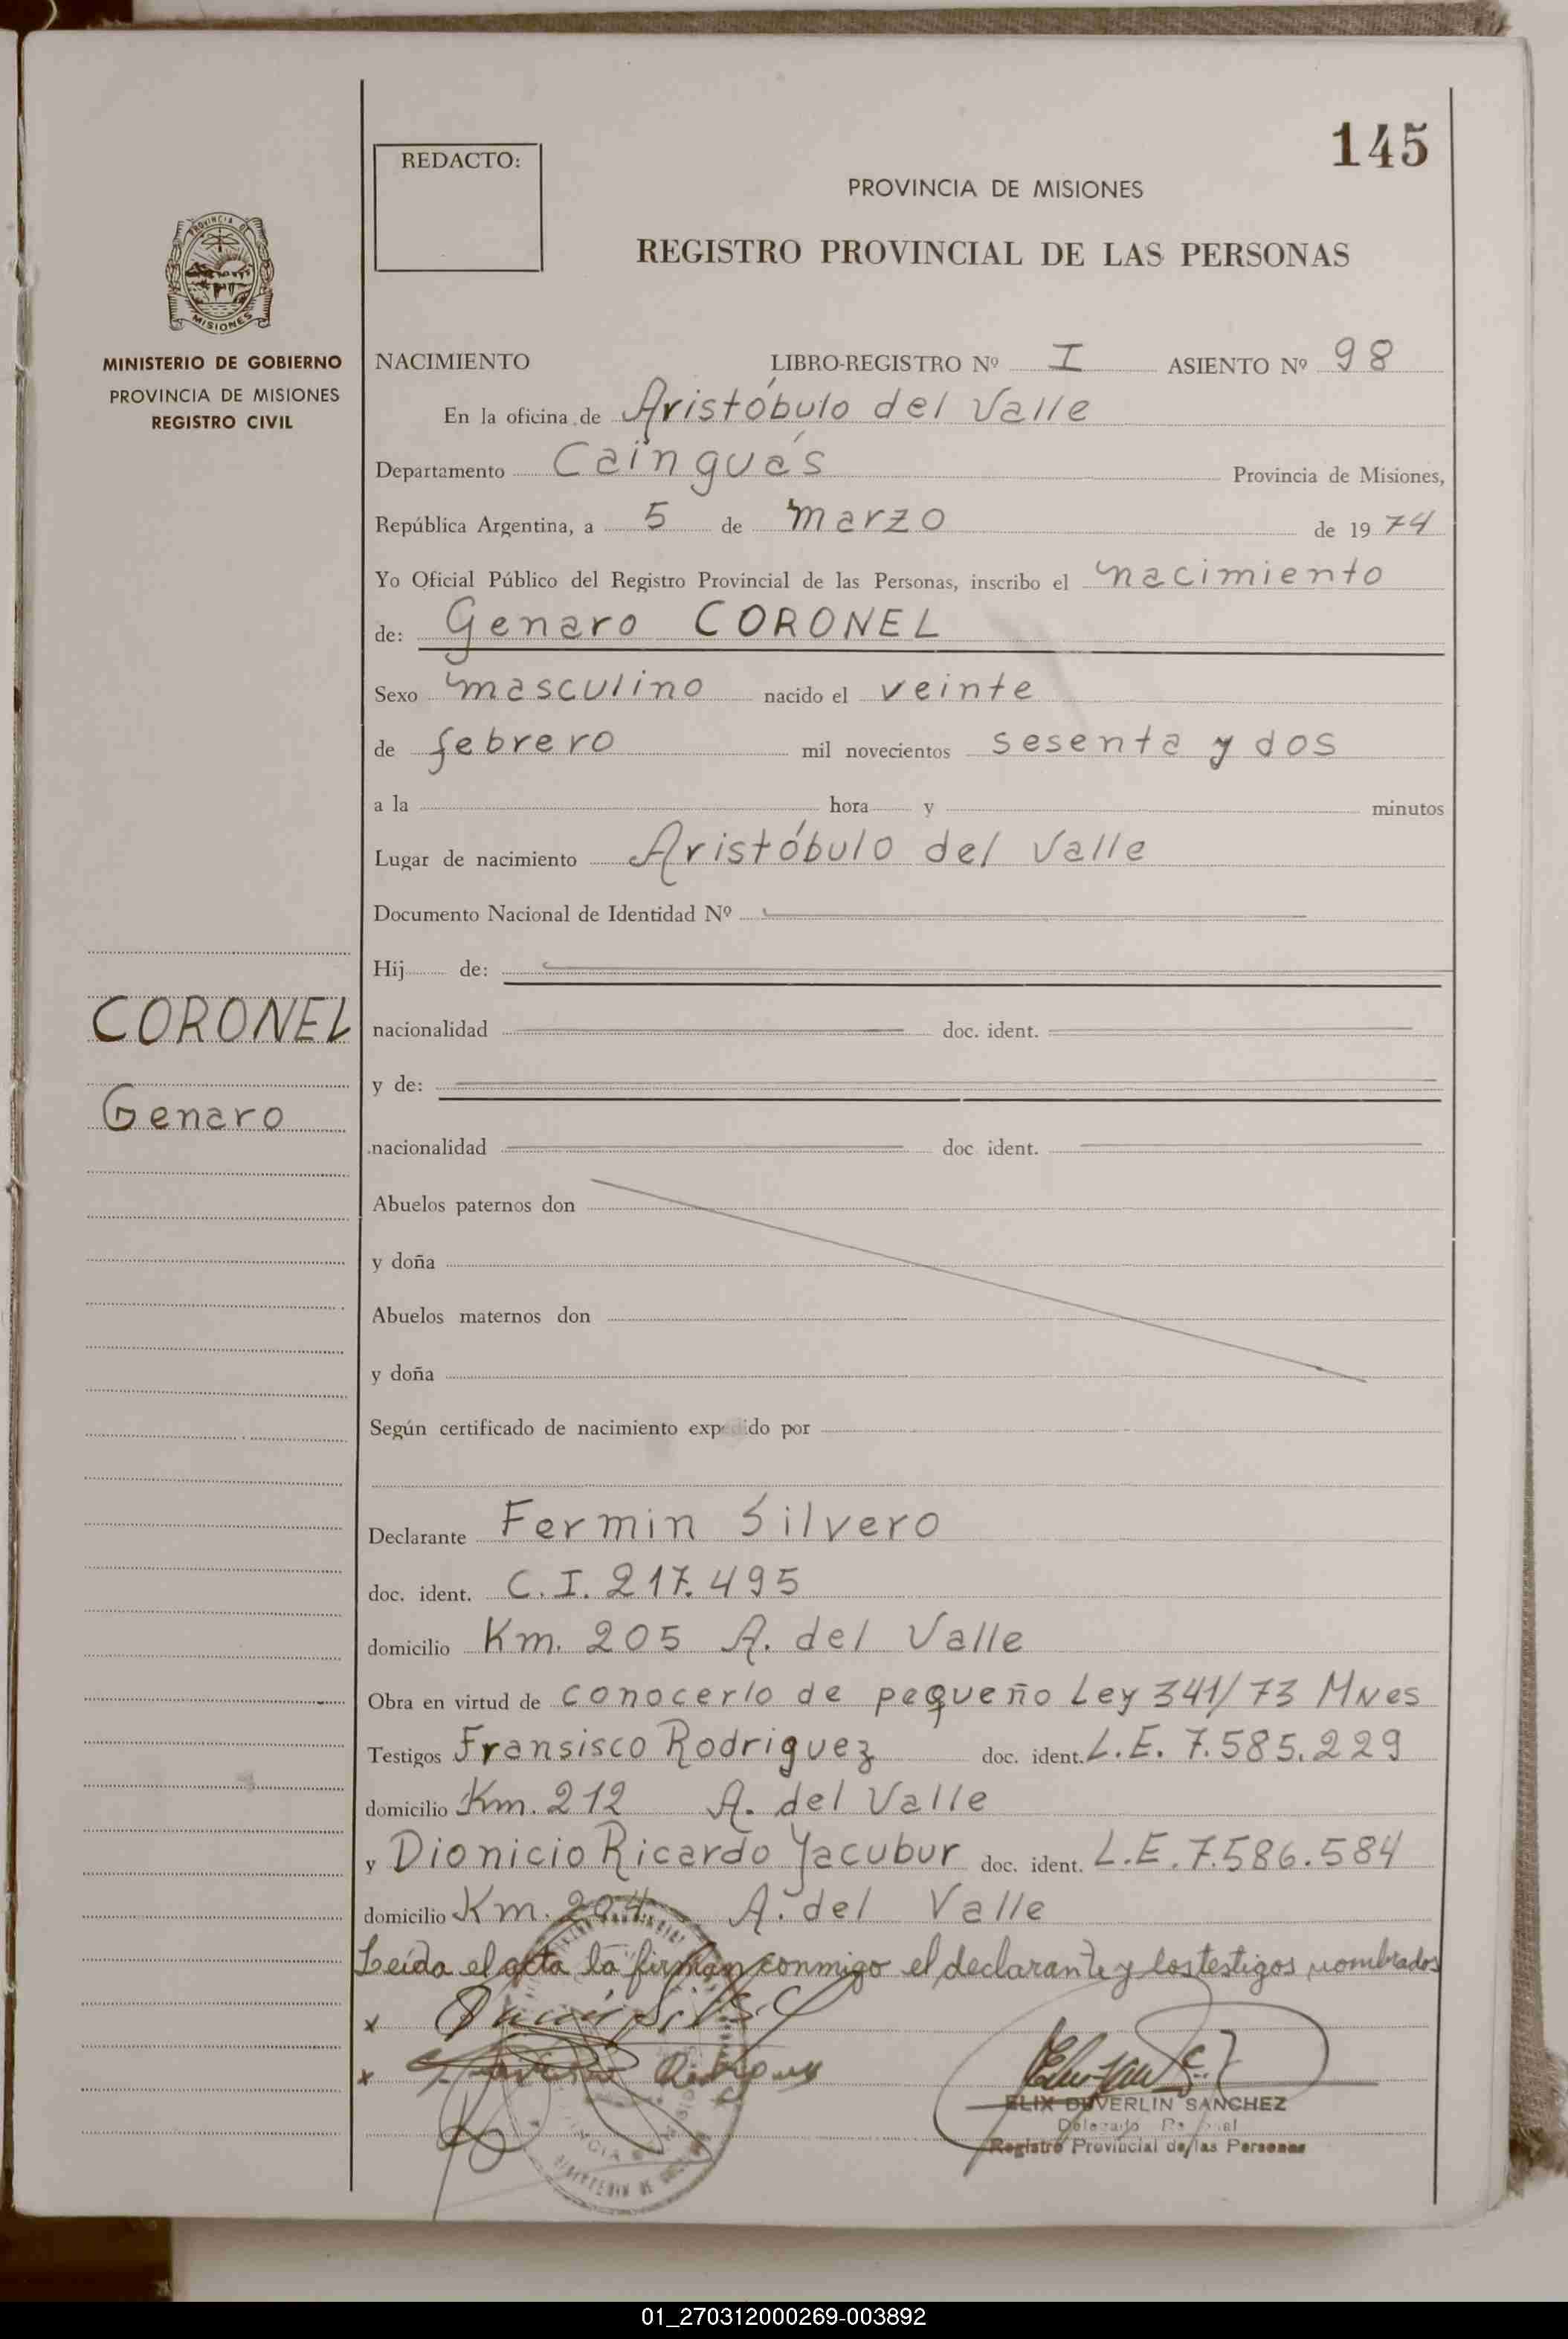 145
REDACTO:
PROVINCIA DE MISIONES
REGISTRO PROVINCIAL DE LAS PERSONAS
PROVINCIA DE
MISIONES
MINISTERIO DE GOBIERNO
PROVINCIA DE MISIONES
REGISTRO CIVIL
NACIMIENTO LIBRO-REGISTRO Nº I ASIENTO Nº 98
En la oficina de Aristóbulo del Valle
Departamento Cainguás Provincia de Misiones,
República Argentina, a 5 de marzo de 1974
Yo Oficial Público del Registro Provincial de las Personas, inscribo el nacimiento
de: Genaro CORONEL
Sexo masculino nacido el veinte
de febrero mil novecientos sesenta y dos
a la hora y minutos
Lugar de nacimiento Aristóbulo del Valle
Documento Nacional de Identidad Nº
Hij de:
CORONEL
nacionalidad doc. ident.
y de:
Genaro
nacionalidad doc ident.
Abuelos paternos don
y doña
Abuelos maternos don
y doña
Según certificado de nacimiento expedido por
Declarante Fermin Silvero
doc. ident. C.I. 217.495
domicilio Km. 205 A. del Valle
Obra en virtud de conocerlo de pequeño Ley 341/73 MNes
Testigos Fransisco Rodriguez doc. ident. L.E. 7.585.229
domicilio Km. 212 A. del Valle
y Dionicio Ricardo Yacubur doc. ident. L.E. 7.586.584
domicilio Km. 204 A. del Valle
Leída el acta la firman conmigo el declarante y los testigos nombrados
x
x
ELIX DUVERLIN SANCHEZ
Delegado
Registro Provincial de las Personas
01_270312000269-003892